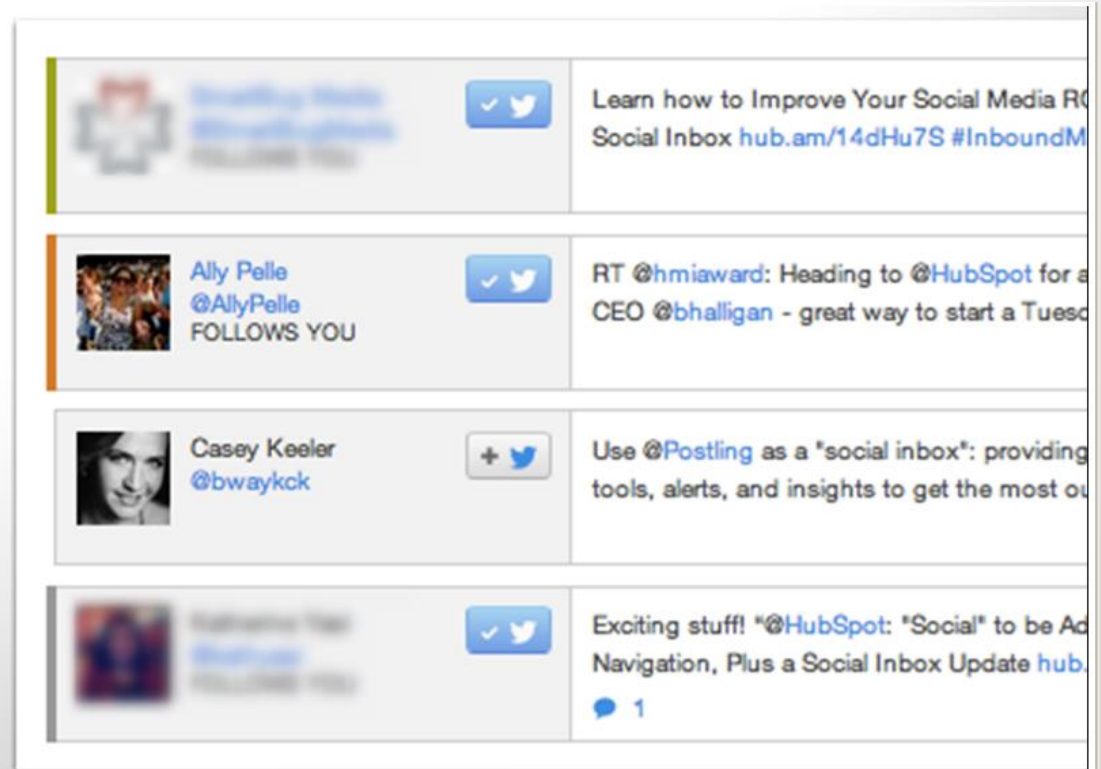 Learn how to Improve Your Social Media
Social Inbox hub.am/14dHu7S #InboundM
Ally Pelle
@AllyPelle
FOLLOWS YOU
RT @hmiaward: Heading to @HubSpot for a
CEO @bhalligan - great way to start a Tuesd
Casey Keeler
@bwaykck
Use @Postling as a "social inbox": providing
tools, alerts, and insights to get the most ou
Exciting stuff! "@HubSpot: "Social" to be Ad
Navigation, Plus a Social Inbox Update hub.
1